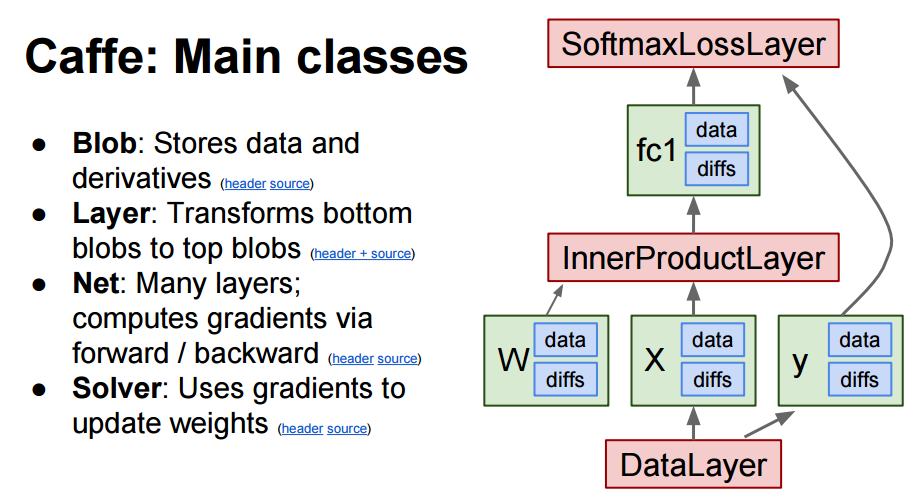 Caffe: Main classes
● Blob: Stores data and
derivatives (header source)
● Layer: Transforms bottom
blobs to top blobs (header + source)
● Net: Many layers;
computes gradients via
forward / backward (header source)
● Solver: Uses gradients to
update weights (header source)
SoftmaxLossLayer
fc1
data
diffs
InnerProductLayer
W
data
diffs
X
data
diffs
y
data
diffs
DataLayer